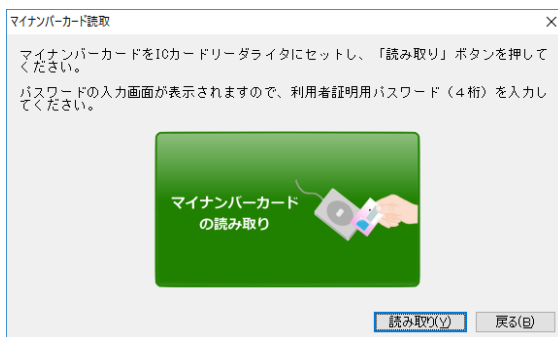 マイナンバーカード読取
マイナンバーカードをICカードリーダライタにセットし、「読み取り」ボタンを押して
ください。
パスワードの入力画面が表示されますので、利用者証明用パスワード（４桁）を入力し
てください。
マイナンバーカード
の読み取り
読み取り(Y)
戻る(B)